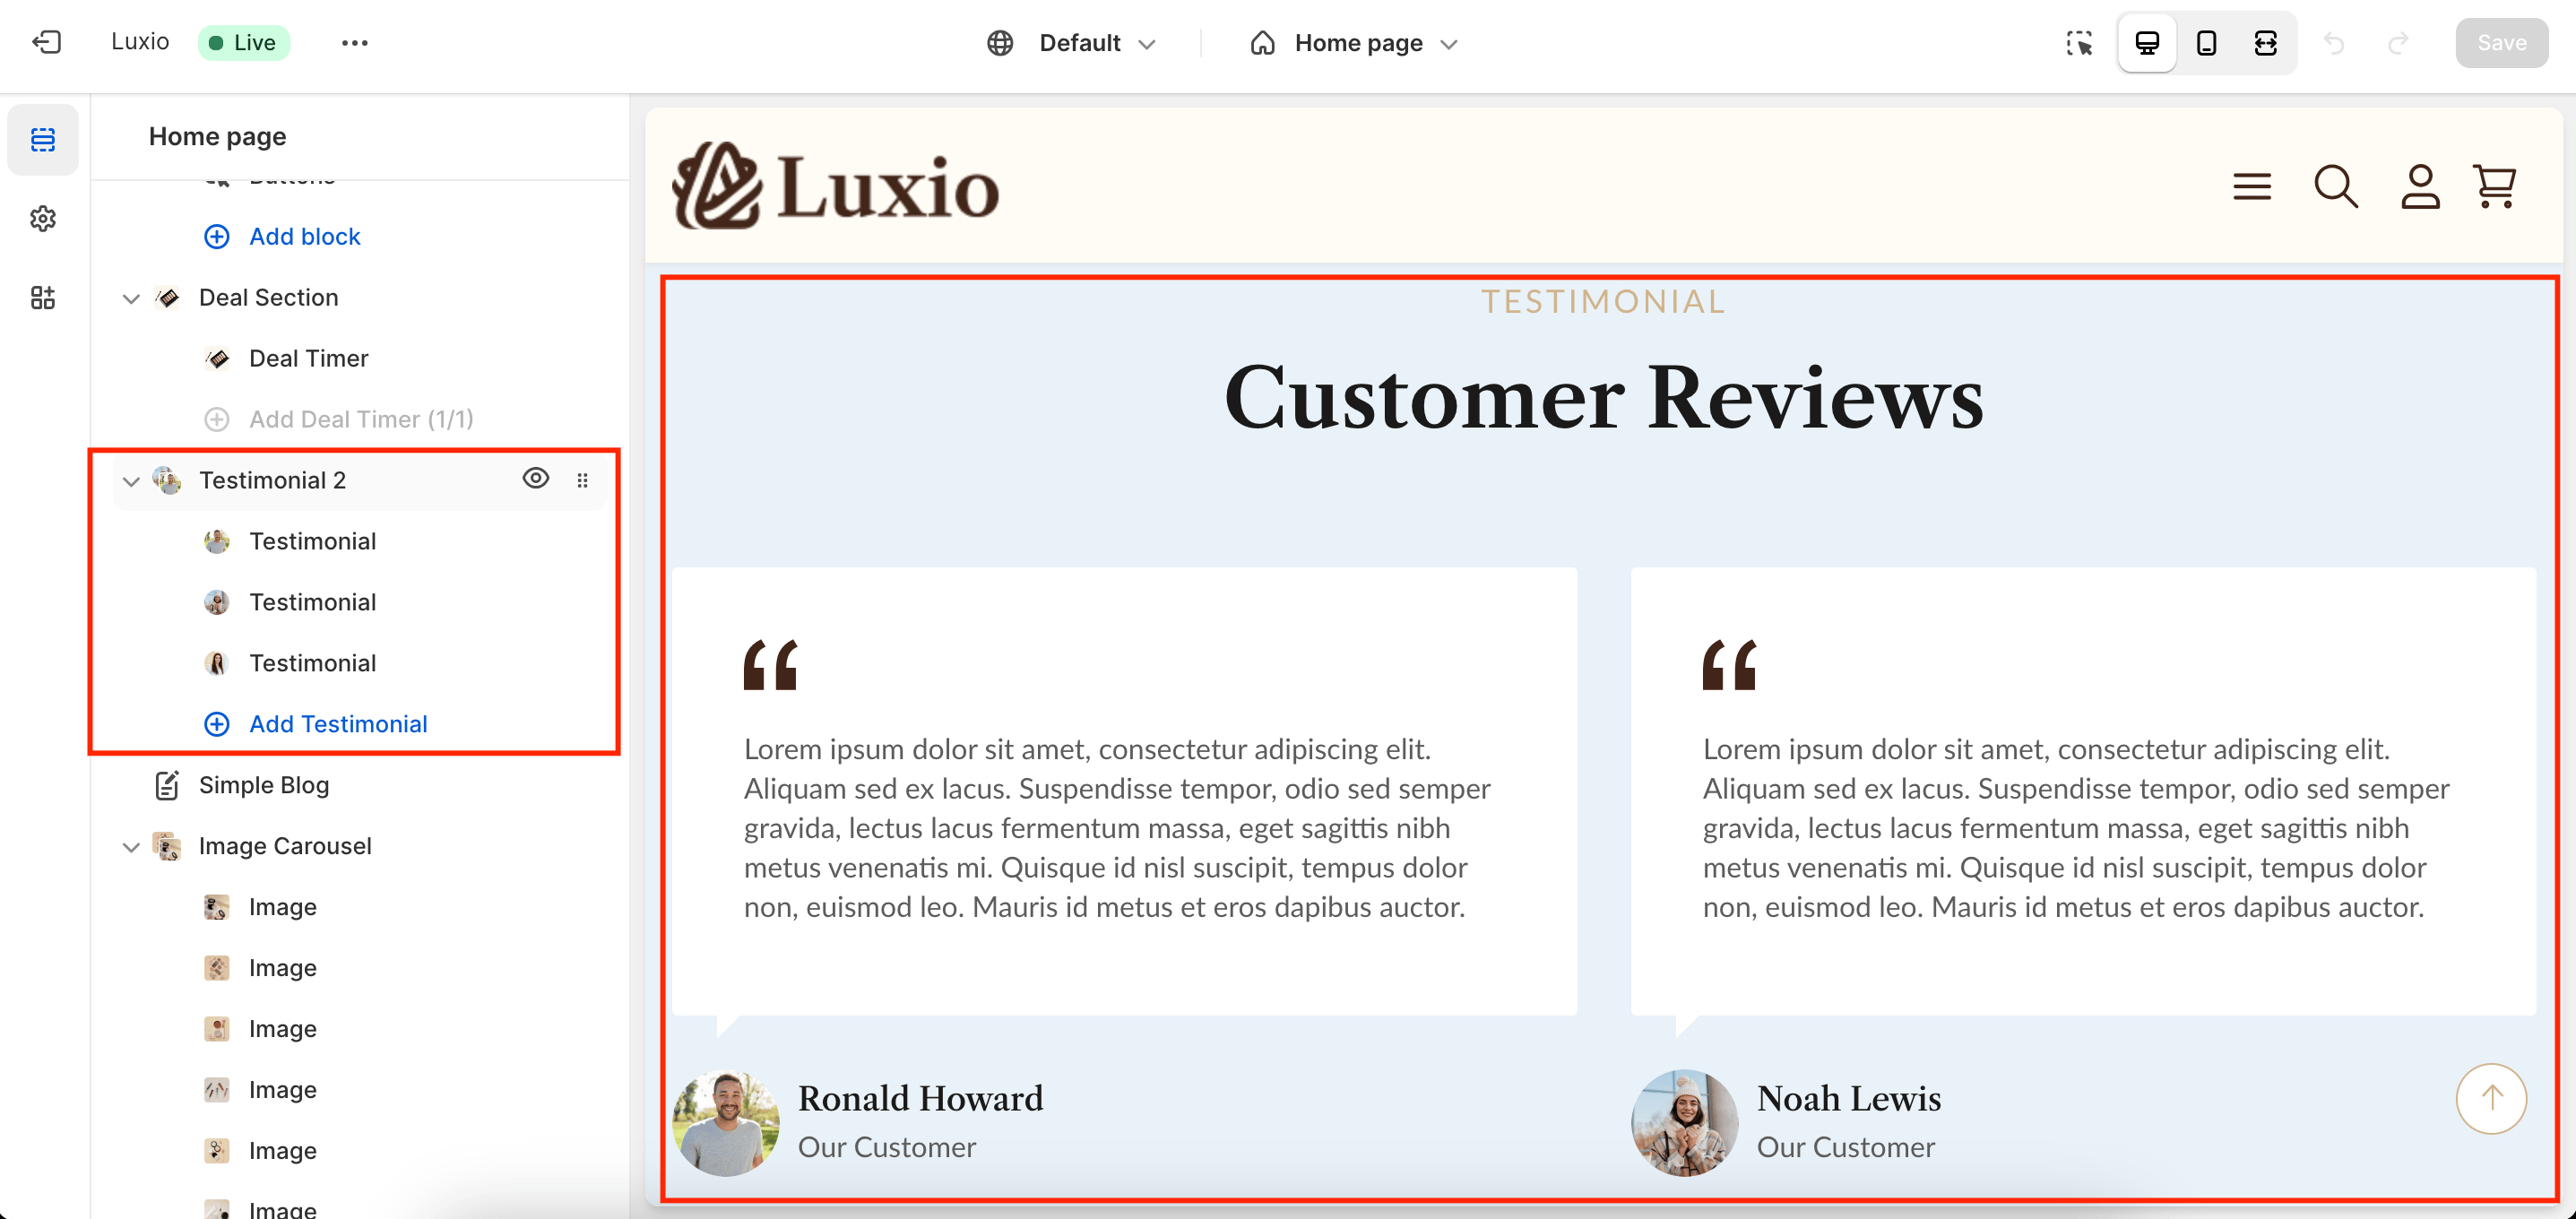 Luxio
Live
Default
Home page
Save
Home page
Buttons
Add block
Deal Section
Deal Timer
Add Deal Timer (1/1)
Testimonial 2
Testimonial
Testimonial
Testimonial
Add Testimonial
Simple Blog
Image Carousel
Image
Image
Image
Image
Image
Image
Luxio
TESTIMONIAL
Customer Reviews
“
Lorem ipsum dolor sit amet, consectetur adipiscing elit.
Aliquam sed ex lacus. Suspendisse tempor, odio sed semper
gravida, lectus lacus fermentum massa, eget sagittis nibh
metus venenatis mi. Quisque id nisl suscipit, tempus dolor
non, euismod leo. Mauris id metus et eros dapibus auctor.
Ronald Howard
Our Customer
“
Lorem ipsum dolor sit amet, consectetur adipiscing elit.
Aliquam sed ex lacus. Suspendisse tempor, odio sed semper
gravida, lectus lacus fermentum massa, eget sagittis nibh
metus venenatis mi. Quisque id nisl suscipit, tempus dolor
non, euismod leo. Mauris id metus et eros dapibus auctor.
Noah Lewis
Our Customer